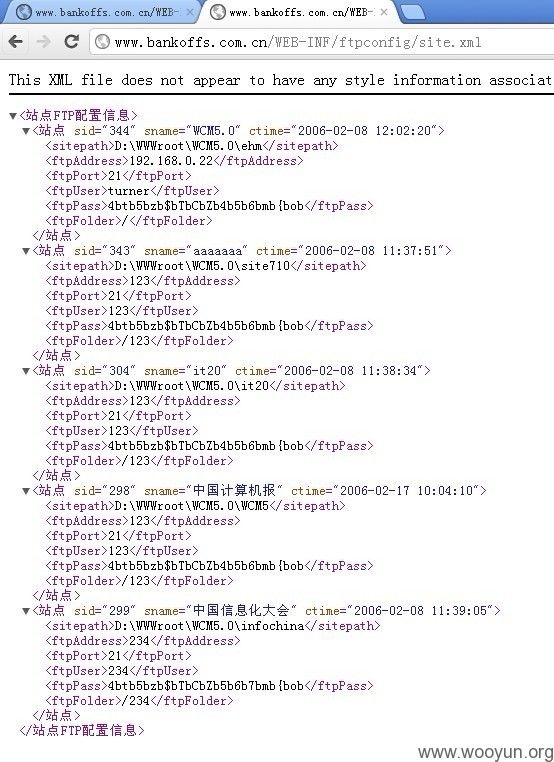 www.bankoffs.com.cn/WEB-
www.bankoffs.com.cn/WEB-
www.bankoffs.com.cn/WEB-INF/ftpconfig/site.xml
This XML file does not appear to have any style information associat
▼<站点FTP配置信息>
▼<站点 sid="344" sname="WCM5.0" ctime="2006-02-08 12:02:20">
<sitepath>D:\WWWroot\WCM5.0\ehm</sitepath>
<ftpAddress>192.168.0.22</ftpAddress>
<ftpPort>21</ftpPort>
<ftpUser>turner</ftpUser>
<ftpPass>4btb5bzb$bTbCbZb4b5b6bmb{bob</ftpPass>
<ftpFolder>/</ftpFolder>
</站点>
▼<站点 sid="343" sname="aaaaaaa" ctime="2006-02-08 11:37:51">
<sitepath>D:\WWWroot\WCM5.0\site710</sitepath>
<ftpAddress>123</ftpAddress>
<ftpPort>21</ftpPort>
<ftpUser>123</ftpUser>
<ftpPass>4btb5bzb$bTbCbZb4b5b6bmb{bob</ftpPass>
<ftpFolder>/123</ftpFolder>
</站点>
▼<站点 sid="304" sname="it20" ctime="2006-02-08 11:38:34">
<sitepath>D:\WWWroot\WCM5.0\it20</sitepath>
<ftpAddress>123</ftpAddress>
<ftpPort>21</ftpPort>
<ftpUser>123</ftpUser>
<ftpPass>4btb5bzb$bTbCbZb4b5b6bmb{bob</ftpPass>
<ftpFolder>/123</ftpFolder>
</站点>
▼<站点 sid="298" sname="中国计算机报" ctime="2006-02-17 10:04:10">
<sitepath>D:\WWWroot\WCM5.0\WCM5</sitepath>
<ftpAddress>123</ftpAddress>
<ftpPort>21</ftpPort>
<ftpUser>123</ftpUser>
<ftpPass>4btb5bzb$bTbCbZb4b5b6bmb{bob</ftpPass>
<ftpFolder>/123</ftpFolder>
</站点>
▼<站点 sid="299" sname="中国信息化大会" ctime="2006-02-08 11:39:05">
<sitepath>D:\WWWroot\WCM5.0\infochina</sitepath>
<ftpAddress>234</ftpAddress>
<ftpPort>21</ftpPort>
<ftpUser>234</ftpUser>
<ftpPass>4btb5bzb$bTbCbZb5b6b7bmb{bob</ftpPass>
<ftpFolder>/234</ftpFolder>
</站点>
</站点FTP配置信息>
www.wooyun.org